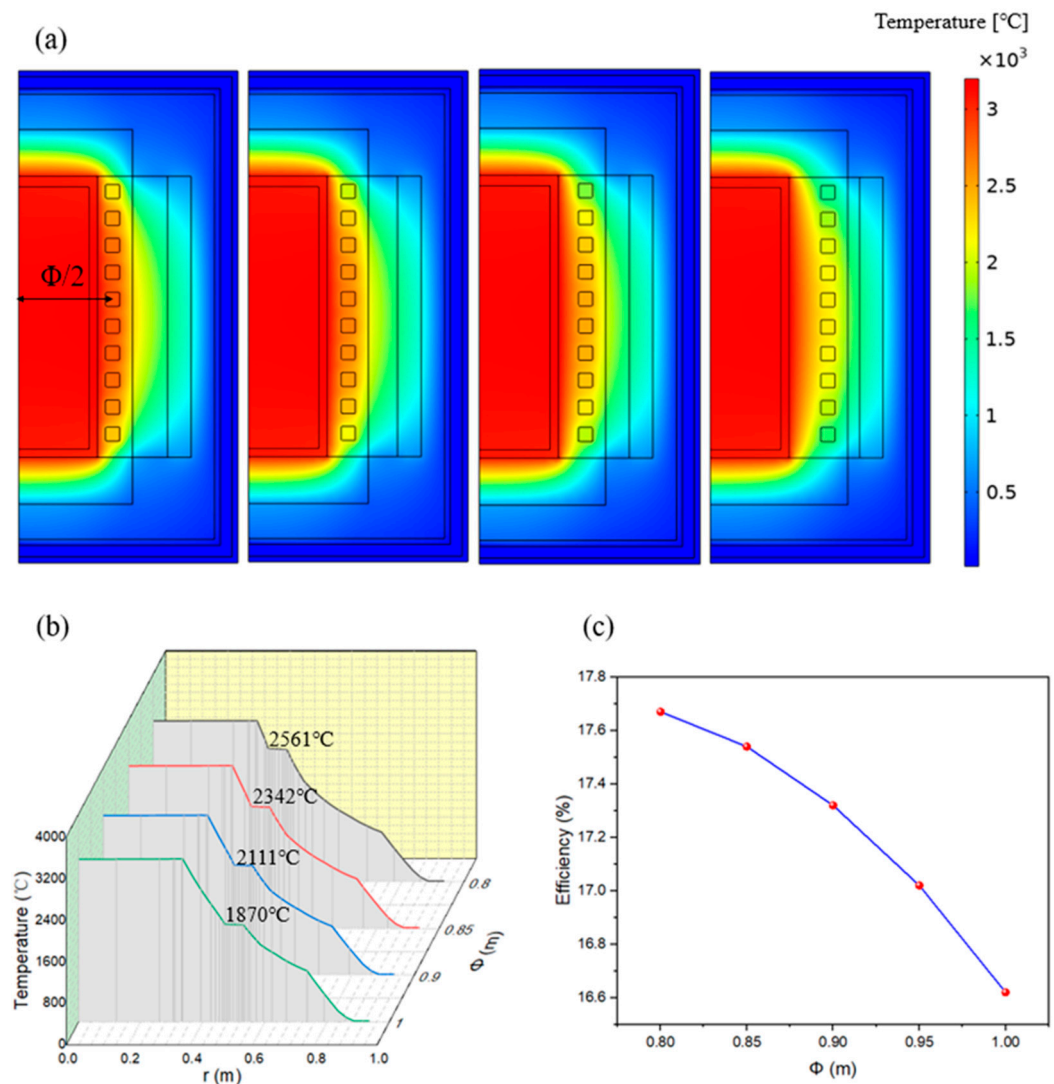 (a)
Temperature [℃]
×10³
3
2.5
2
1.5
1
0.5
Φ/2
(b)
2561℃
2342℃
2111℃
1870℃
4000
3200
2400
1600
800
0
Temperature (℃)
0.0 0.2 0.4 0.6 0.8 1.0
r (m)
0.8
0.85
0.9
1
Φ (m)
(c)
17.8
17.6
17.4
17.2
17.0
16.8
16.6
Efficiency (%)
0.80 0.85 0.90 0.95 1.00
Φ (m)